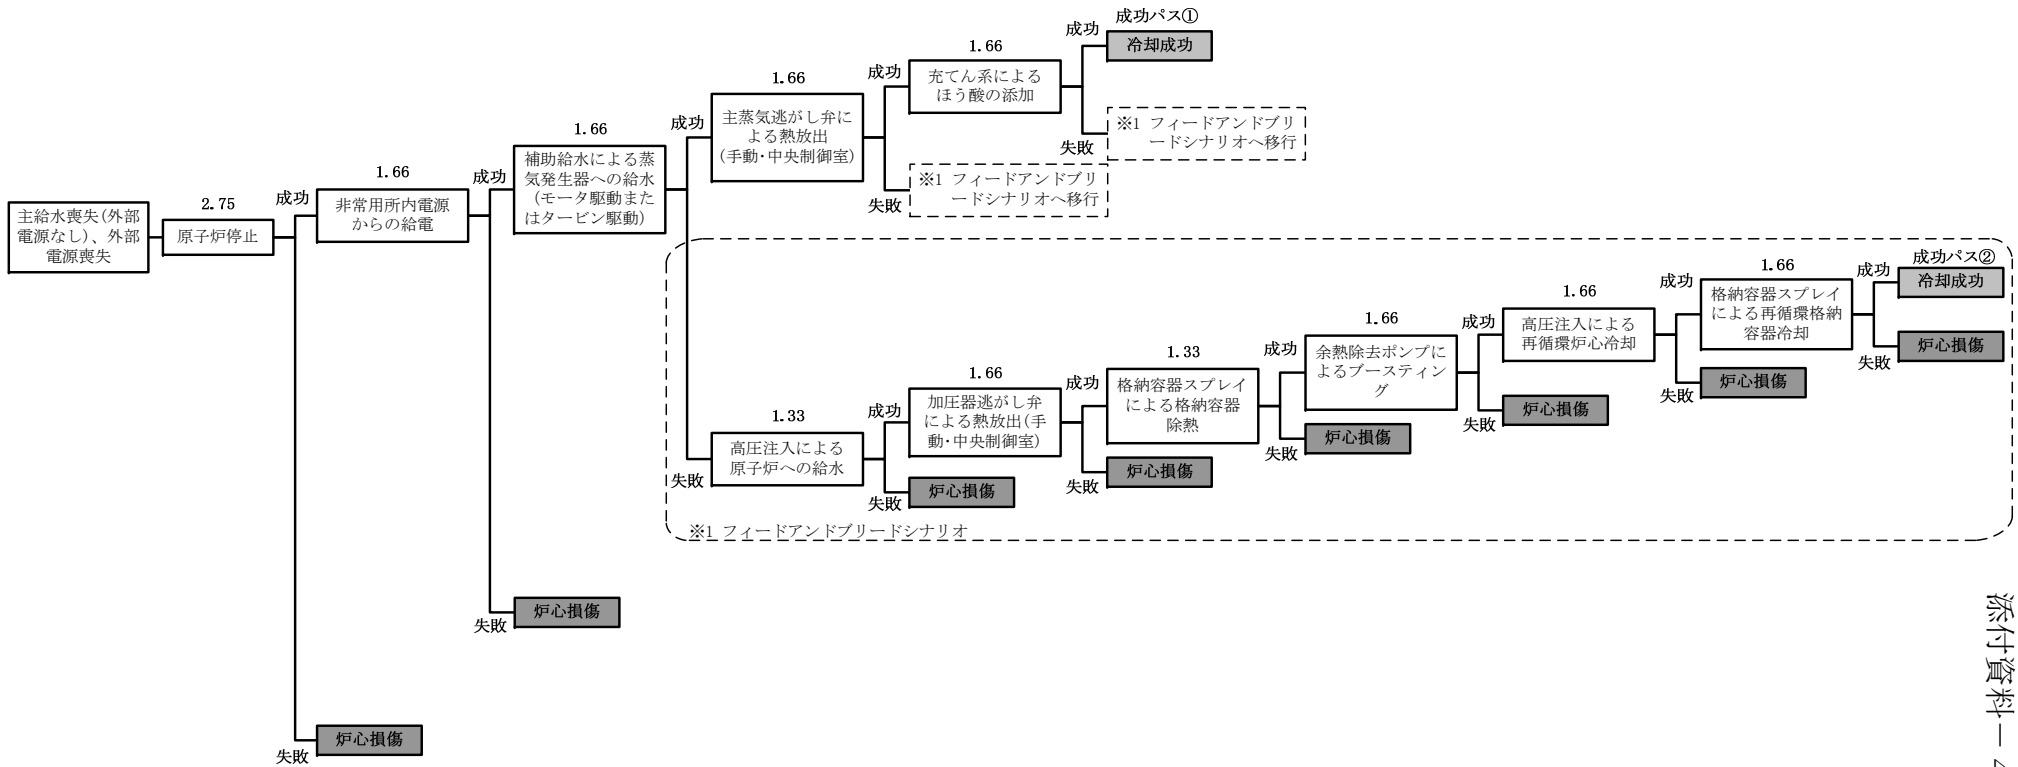 主給水喪失(外部
電源なし)、外部
電源喪失
2.75
原子炉停止
成功
失敗
炉心損傷
1.66
非常用所内電源
からの給電
成功
失敗
炉心損傷
1.66
補助給水による蒸
気発生器への給水
(モータ駆動また
はタービン駆動)
成功
失敗
1.66
主蒸気逃がし弁に
よる熱放出
(手動・中央制御室)
成功
失敗
※1 フィードアンドブリ
ードシナリオへ移行
1.66
充てん系による
ほう酸の添加
成功
失敗
成功パス①
冷却成功
※1 フィードアンドブリ
ードシナリオへ移行
1.33
高圧注入による
原子炉への給水
成功
失敗
炉心損傷
1.66
加圧器逃がし弁
による熱放出(手
動・中央制御室)
成功
失敗
炉心損傷
1.33
格納容器スプレイ
による格納容器
除熱
成功
失敗
炉心損傷
1.66
余熱除去ポンプに
よるブースティン
グ
成功
失敗
炉心損傷
1.66
高圧注入による
再循環炉心冷却
成功
失敗
炉心損傷
1.66
格納容器スプレイ
による再循環格納
容器冷却
成功
失敗
成功パス②
冷却成功
炉心損傷
※1 フィードアンドブリードシナリオ
添付資料-